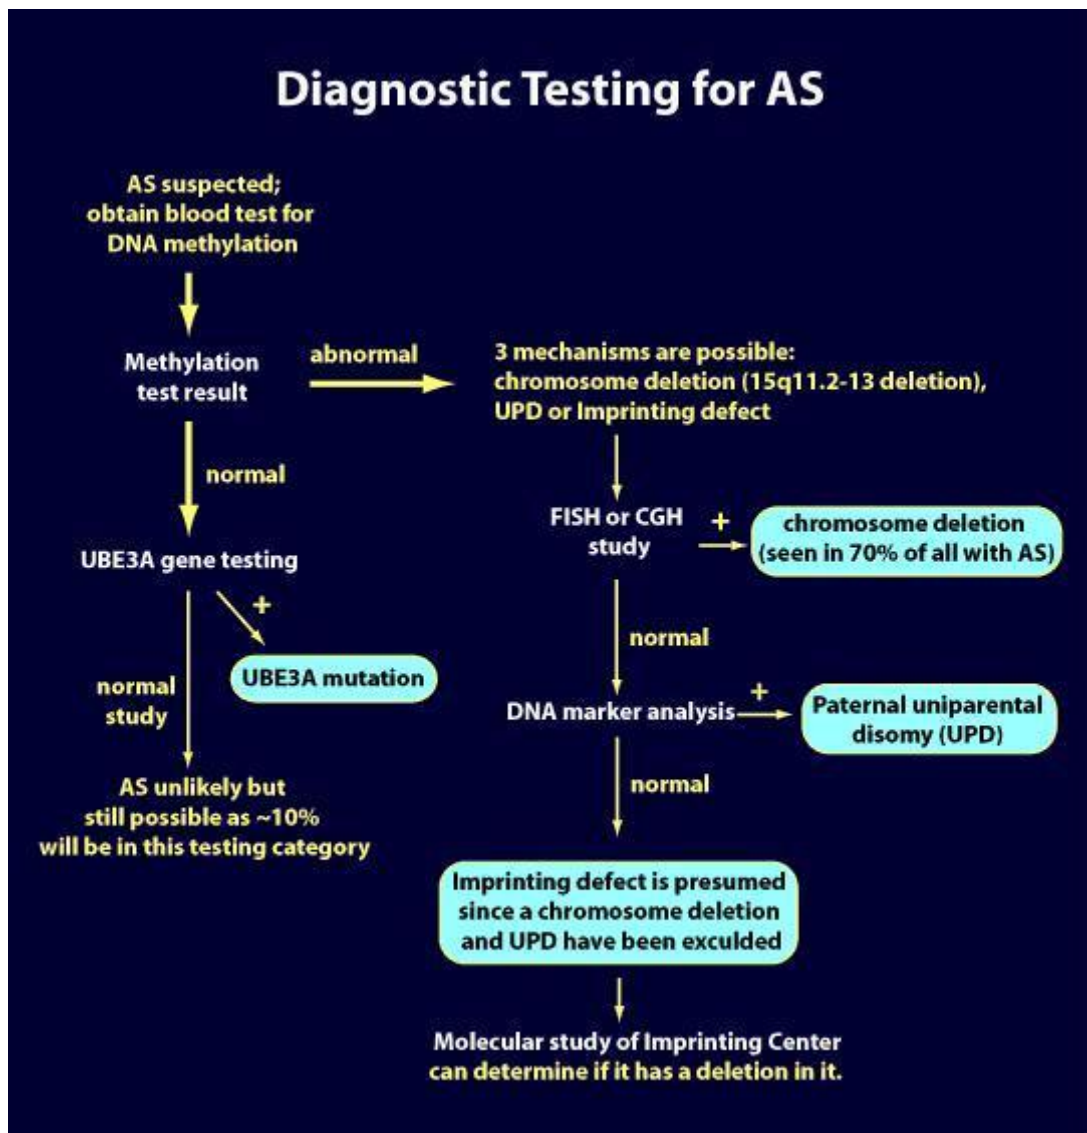 Diagnostic Testing for AS
AS suspected;
obtain blood test for
DNA methylation
Methylation
test result
abnormal
3 mechanisms are possible:
chromosome deletion (15q11.2-13 deletion),
UPD or Imprinting defect
normal
FISH or CGH
study
+
chromosome deletion
(seen in 70% of all with AS)
UBE3A gene testing
+
UBE3A mutation
normal
study
AS unlikely but
still possible as ~10%
will be in this testing category
normal
DNA marker analysis
+
Paternal uniparental
disomy (UPD)
normal
Imprinting defect is presumed
since a chromosome deletion
and UPD have been exculded
Molecular study of Imprinting Center
can determine if it has a deletion in it.